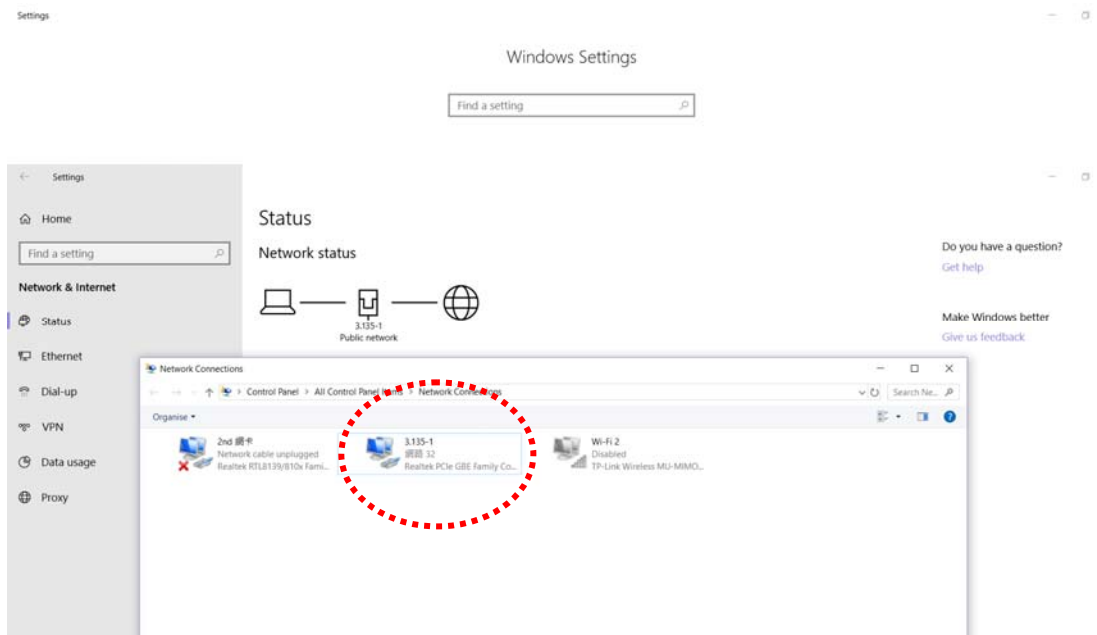 Settings
Windows Settings
Find a setting
Settings
Home
Find a setting
Network & Internet
Status
Ethernet
Dial-up
VPN
Data usage
Proxy
Status
Network status
3.135-1
Public network
Do you have a question?
Get help
Make Windows better
Give us feedback
Network Connections
Control Panel > All Control Panel Items > Network Connections
Search Ne...
Organise
2nd 網卡
Network cable unplugged
Realtek RTL8139/810x Fami...
3.135-1
網路 32
Realtek PCIe GBE Family Co...
Wi-Fi 2
Disabled
TP-Link Wireless MU-MIMO...